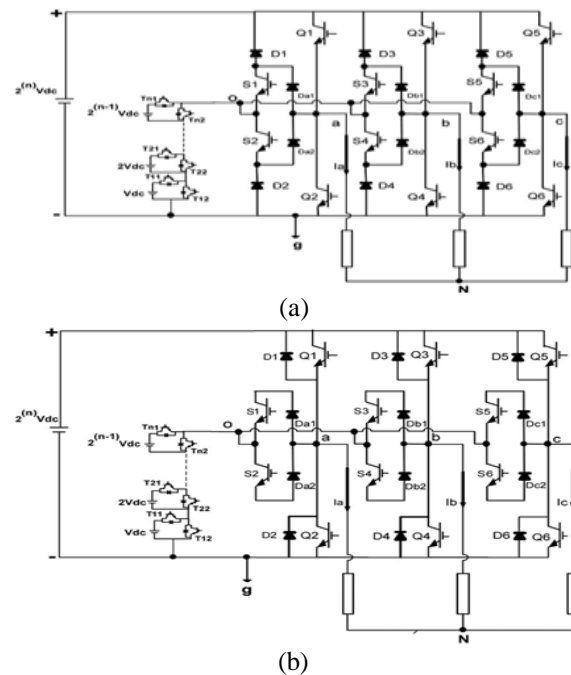 +
D1 Q1 D3 Q3 D5 Q5
2^(n)Vdc
Tn1 O S1 Da1 S3 Db1 S5 Dc1
2^(n-1)Vdc Tn2 a b c
S2 Da2 S4 Db2 S6 Dc2
T21
2Vdc T22 Ia Ib Ic
T11
Vdc T12 D2 Q2 D4 Q4 D6 Q6
-
g
N
(a)
+
D1 Q1 D3 Q3 D5 Q5
2^(n)Vdc
Tn1 O S1 Da1 S3 Db1 S5 Dc1
2^(n-1)Vdc Tn2 a b c
S2 Da2 S4 Db2 S6 Dc2
T21
2Vdc T22 Ia Ib Ic
T11
Vdc T12 D2 Q2 D4 Q4 D6 Q6
-
g
N
(b)